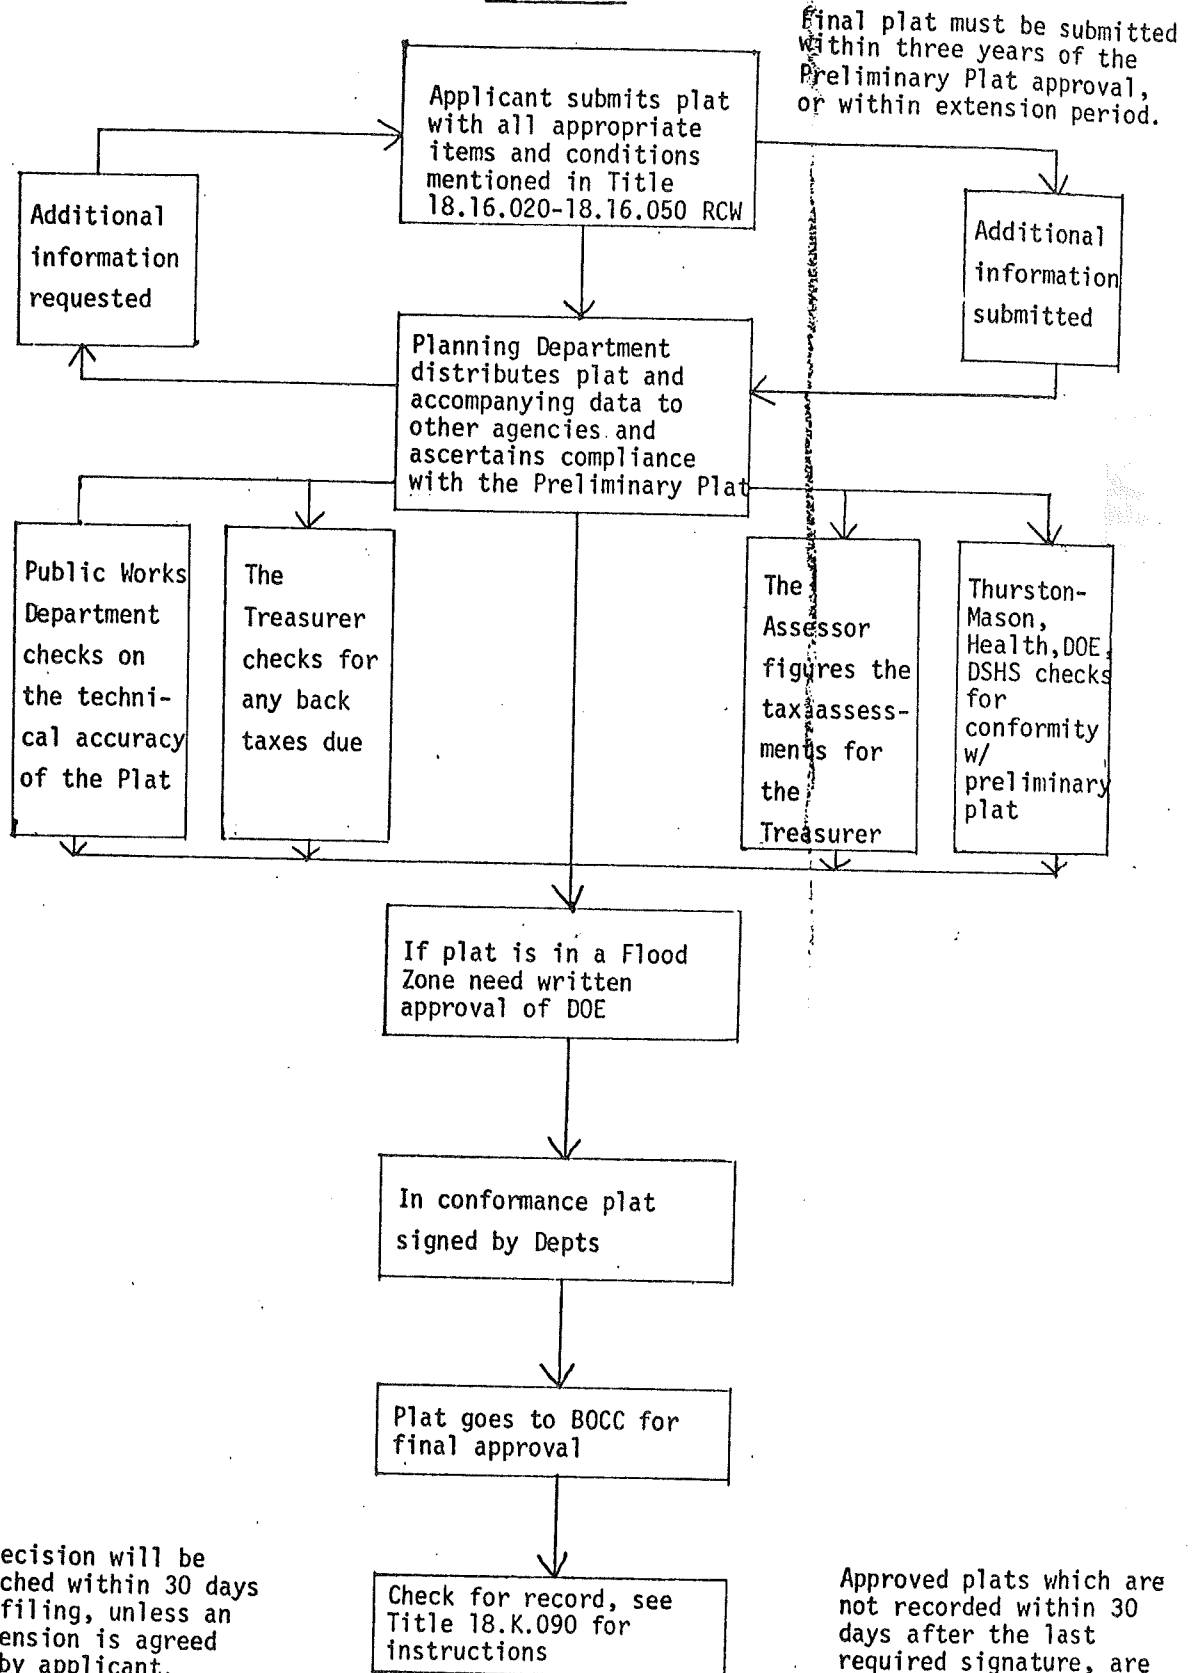 Final plat must be submitted
within three years of the
Preliminary Plat approval,
or within extension period.
Applicant submits plat
with all appropriate
items and conditions
mentioned in Title
18.16.020-18.16.050 RCW
Additional
information
requested
Additional
information
submitted
Planning Department
distributes plat and
accompanying data to
other agencies and
ascertains compliance
with the Preliminary Plat
Public Works
Department
checks on
the techni-
cal accuracy
of the Plat
The
Treasurer
checks for
any back
taxes due
The
Assessor
figures the
tax assess-
ments for
the
Treasurer
Thurston-
Mason,
Health,DOE,
DSHS checks
for
conformity
w/
preliminary
plat
If plat is in a Flood
Zone need written
approval of DOE
In conformance plat
signed by Depts
Plat goes to BOCC for
final approval
Check for record, see
Title 18.K.090 for
instructions
ecision will be
ched within 30 days
filing, unless an
ension is agreed
by applicant.
Approved plats which are
not recorded within 30
days after the last
required signature, are